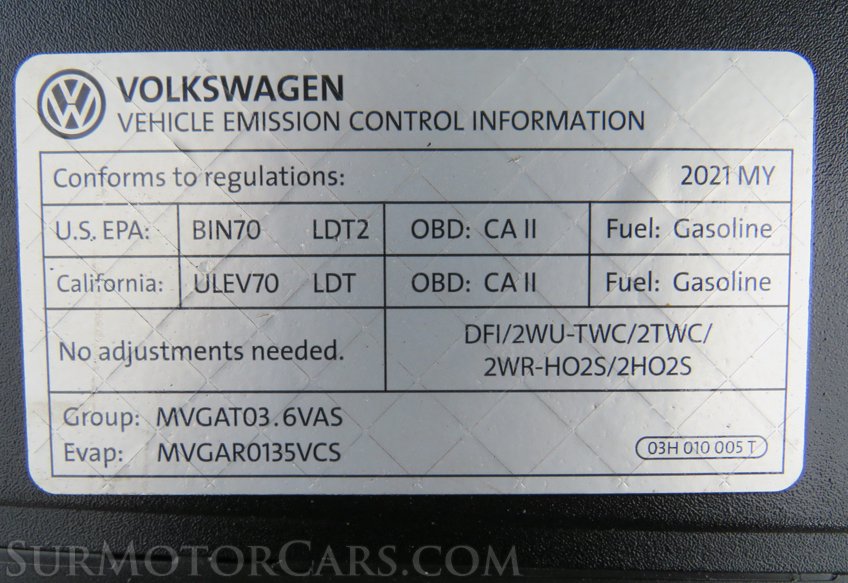 VOLKSWAGEN
VEHICLE EMISSION CONTROL INFORMATION
Conforms to regulations: 2021 MY
U.S. EPA: BIN70 LDT2 OBD: CA II Fuel: Gasoline
California: ULEV70 LDT OBD: CA II Fuel: Gasoline
No adjustments needed.
DFI/2WU-TWC/2TWC/
2WR-HO2S/2HO2S
Group: MVGAT03.6VAS
Evap: MVGAR0135VCS
03H 010 005 T
SurMotorCars.com